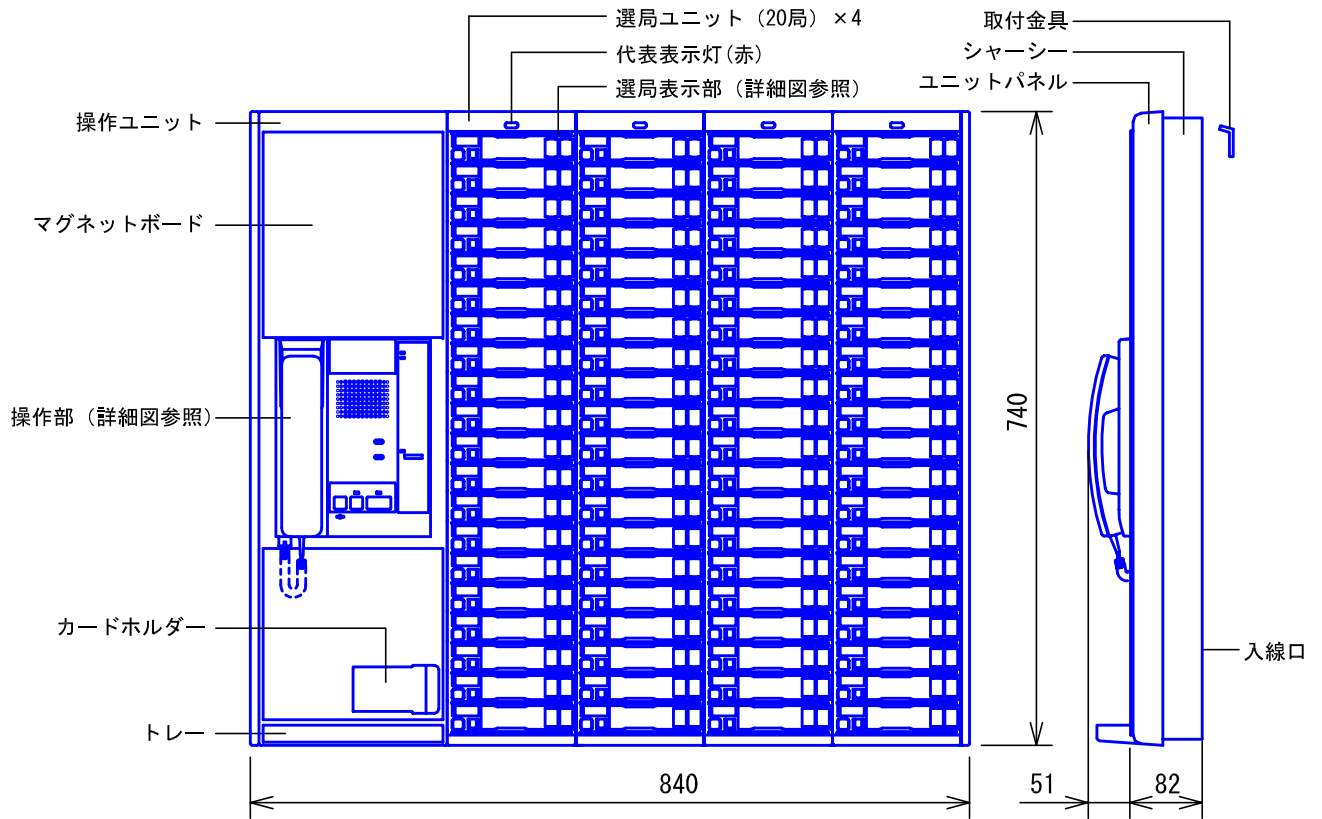 選局ユニット（20局）×4
代表表示灯(赤)
選局表示部（詳細図参照）
取付金具
シャーシー
ユニットパネル
操作ユニット
マグネットボード
操作部（詳細図参照）
カードホルダー
トレー
740
入線口
840
51
82